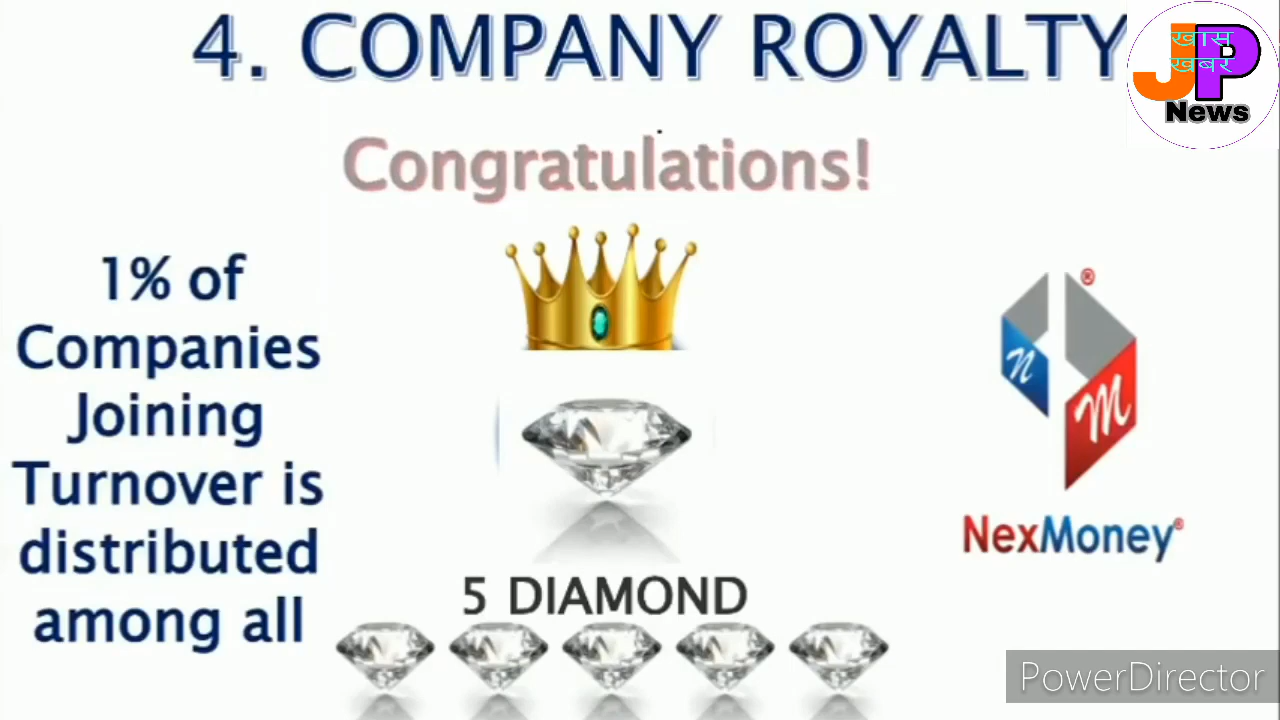 4. COMPANY ROYALTY
खास
खबर
JP
News
Congratulations!
1% of
Companies
Joining
Turnover is
distributed
among all
n
m
®
NexMoney®
5 DIAMOND
PowerDirector